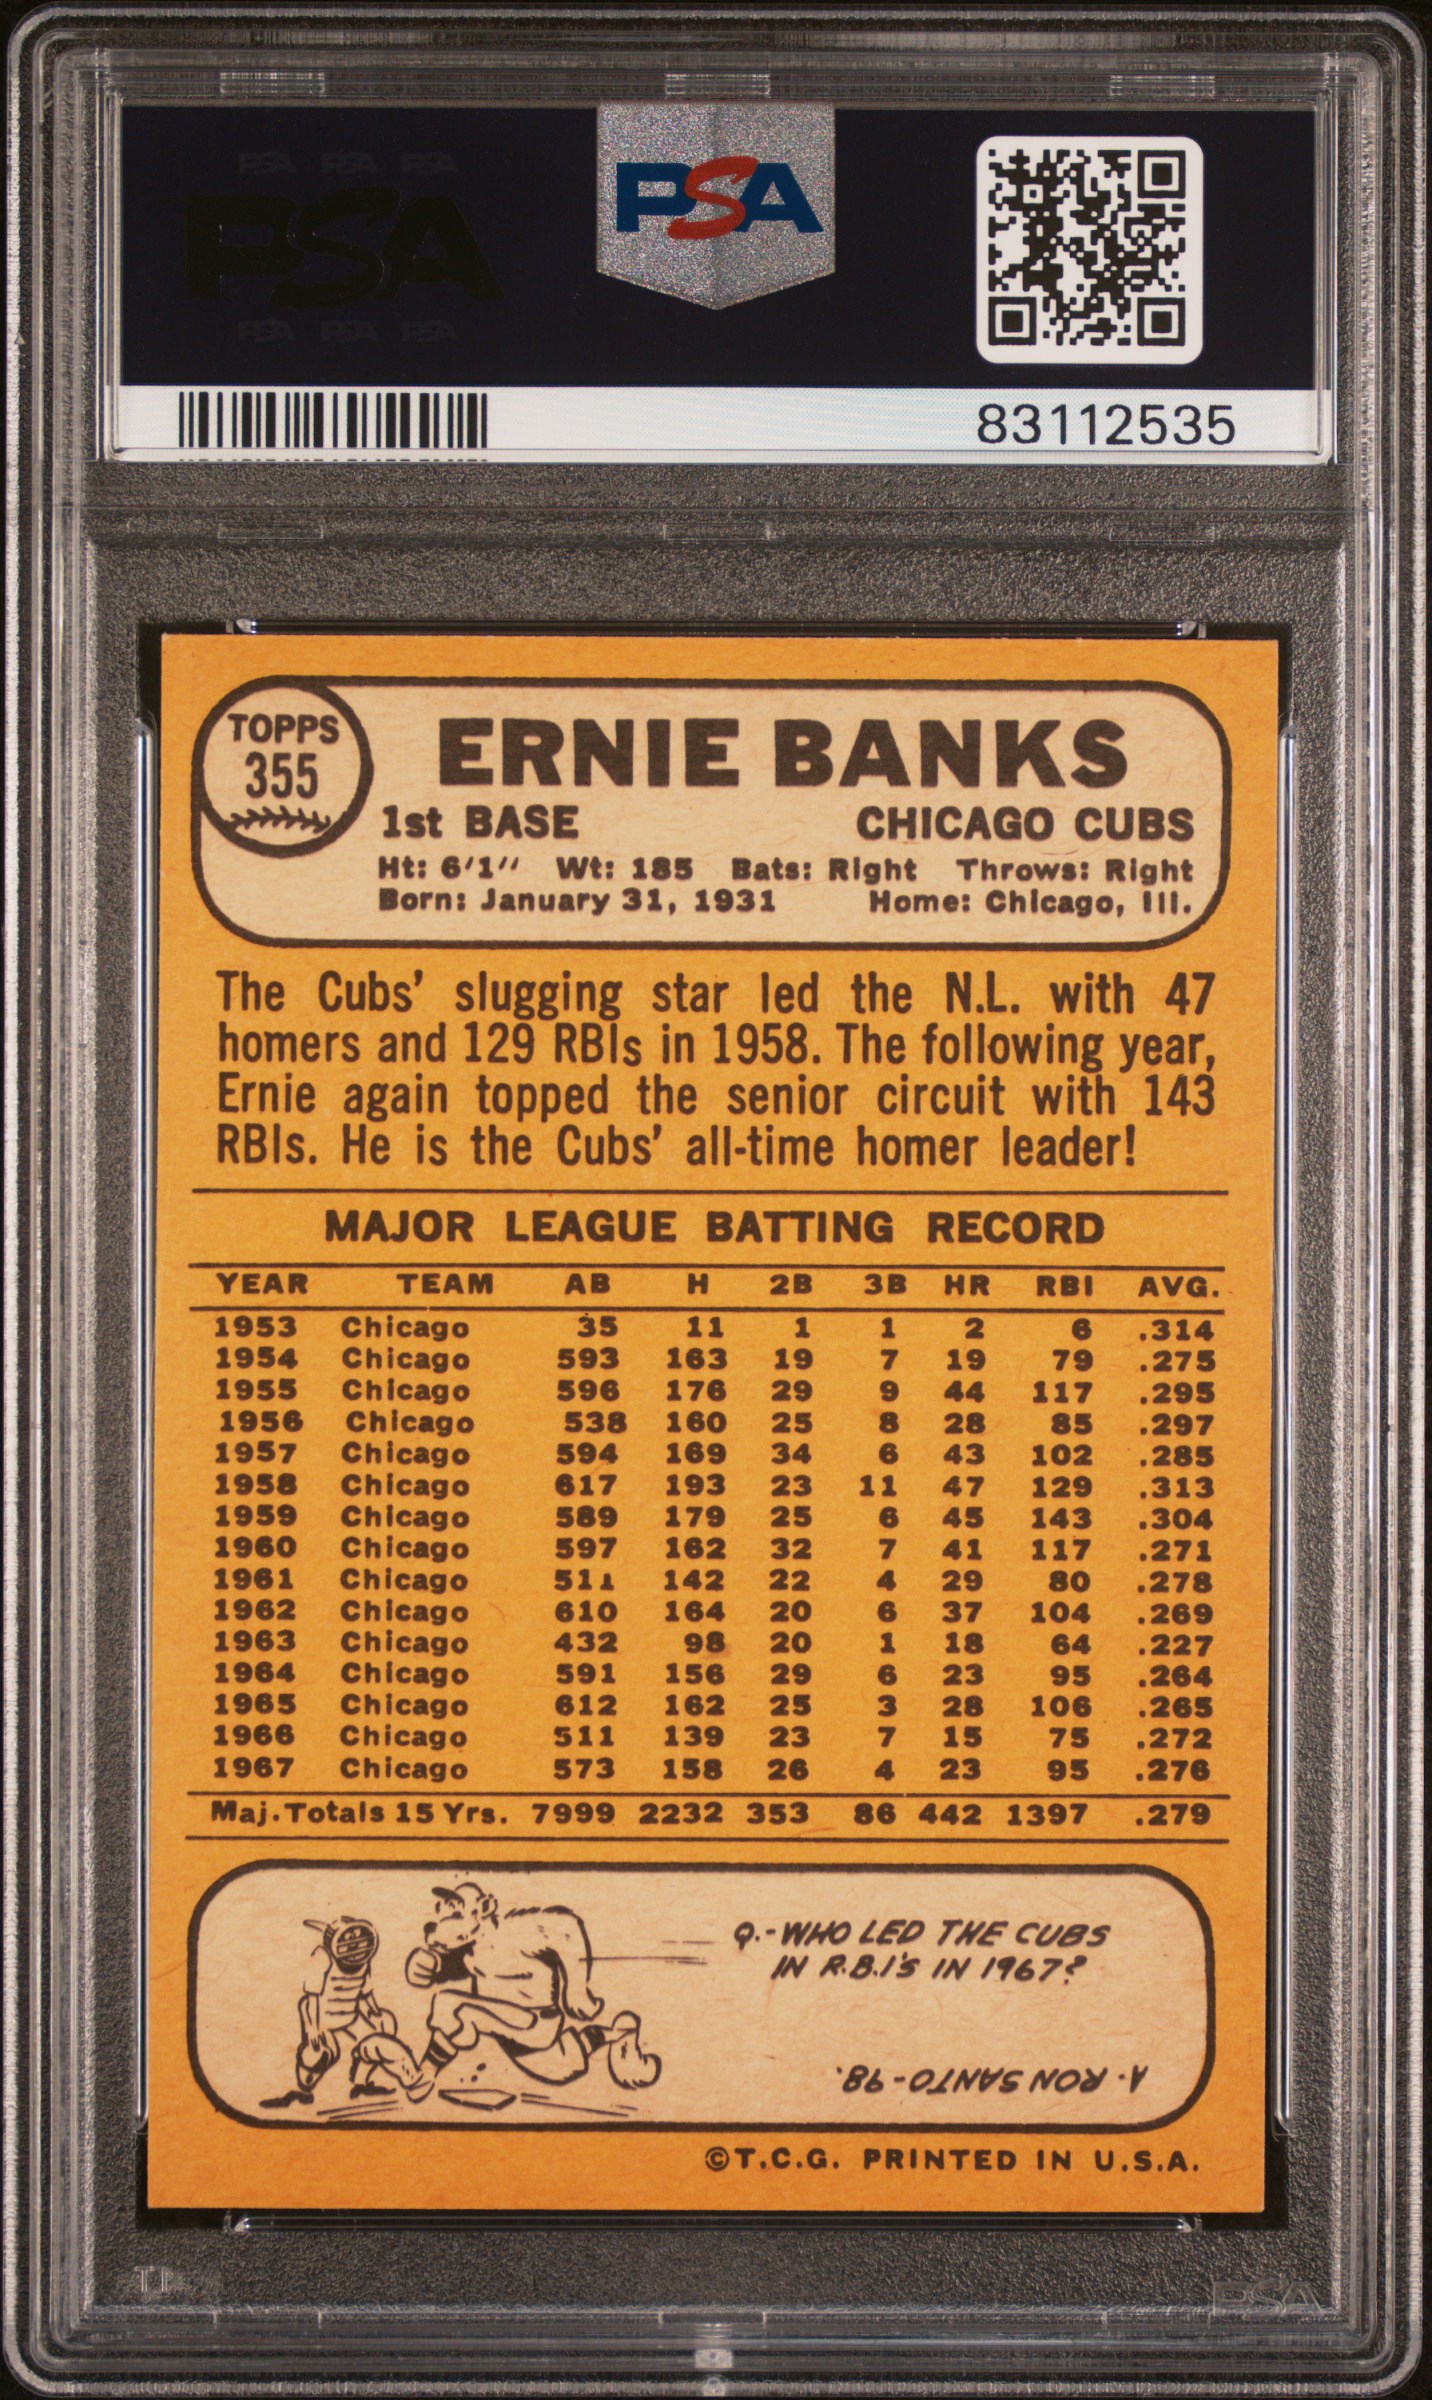 PSA PSA PSA
PSA
PSA PSA PSA
PSA
83112535
TOPPS
355
ERNIE BANKS
1st BASE CHICAGO CUBS
Ht: 6'1" Wt: 185 Bats: Right Throws: Right
Born: January 31, 1931 Home: Chicago, Ill.
The Cubs' slugging star led the N.L. with 47
homers and 129 RBIs in 1958. The following year,
Ernie again topped the senior circuit with 143
RBIs. He is the Cubs' all-time homer leader!
MAJOR LEAGUE BATTING RECORD
YEAR TEAM AB H 2B 3B HR RBI AVG.
1953 Chicago 35 11 1 1 2 6 .314
1954 Chicago 593 163 19 7 19 79 .275
1955 Chicago 596 176 29 9 44 117 .295
1956 Chicago 538 160 25 8 28 85 .297
1957 Chicago 594 169 34 6 43 102 .285
1958 Chicago 617 193 23 11 47 129 .313
1959 Chicago 589 179 25 6 45 143 .304
1960 Chicago 597 162 32 7 41 117 .271
1961 Chicago 511 142 22 4 29 80 .278
1962 Chicago 610 164 20 6 37 104 .269
1963 Chicago 432 98 20 1 18 64 .227
1964 Chicago 591 156 29 6 23 95 .264
1965 Chicago 612 162 25 3 28 106 .265
1966 Chicago 511 139 23 7 15 75 .272
1967 Chicago 573 158 26 4 23 95 .276
Maj. Totals 15 Yrs. 7999 2232 353 86 442 1397 .279
Q.-WHO LED THE CUBS
IN R.B.I'S IN 1967?
A. RON SANTO-98.
©T.C.G. PRINTED IN U.S.A.
PSA